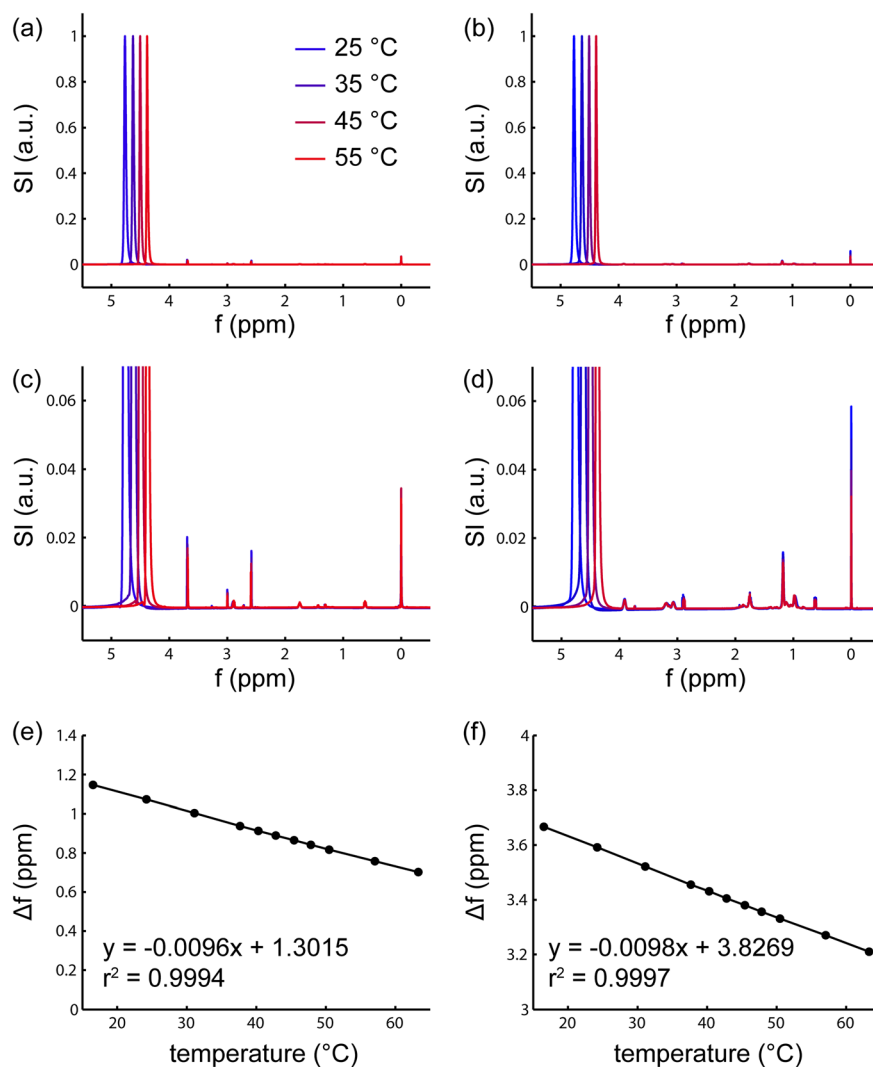 (a)
1
0.8
0.6
0.4
0.2
0
SI (a.u.)
25 °C
35 °C
45 °C
55 °C
5 4 3 2 1 0
f (ppm)
(b)
1
0.8
0.6
0.4
0.2
0
SI (a.u.)
5 4 3 2 1 0
f (ppm)
(c)
0.06
0.04
0.02
0
SI (a.u.)
5 4 3 2 1 0
f (ppm)
(d)
0.06
0.04
0.02
0
SI (a.u.)
5 4 3 2 1 0
f (ppm)
(e)
1.4
1.2
1
0.8
0.6
0.4
0.2
0
Δf (ppm)
y = -0.0096x + 1.3015
r² = 0.9994
20 30 40 50 60
temperature (°C)
(f)
4
3.8
3.6
3.4
3.2
3
Δf (ppm)
y = -0.0098x + 3.8269
r² = 0.9997
20 30 40 50 60
temperature (°C)